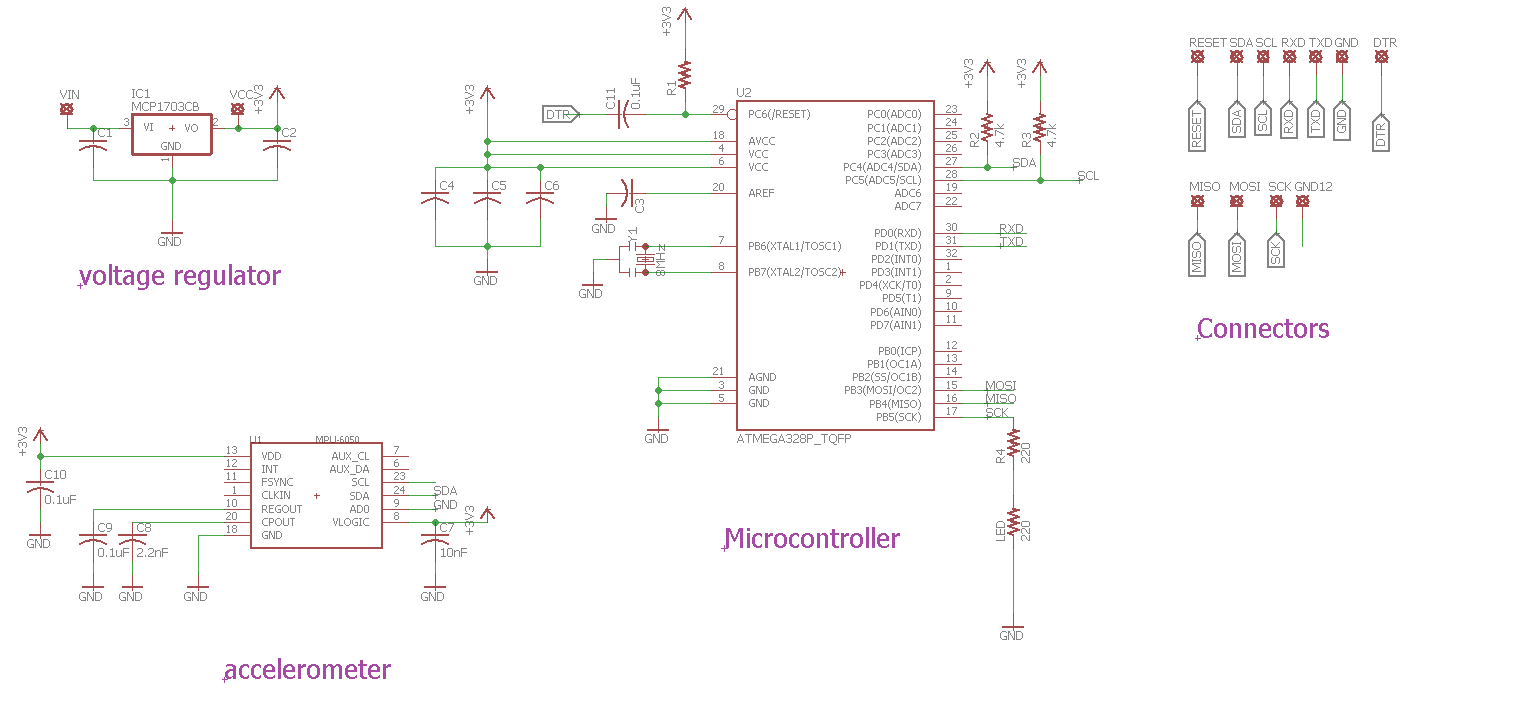 VIN
IC1
MCP1703CB
VCC
+3V3
C1
3
VI
VO
2
C2
GND
1
GND
voltage regulator
+3V3
+3V3
R1
C11
0.1uF
DTR
C4
C5
C6
C3
GND
Y1
8MHz
GND
GND
U2
29
PC6(/RESET)
18
AVCC
4
VCC
6
VCC
20
AREF
7
PB6(XTAL1/TOSC1)
8
PB7(XTAL2/TOSC2)
21
AGND
3
GND
5
GND
GND
PC0(ADC0)
23
PC1(ADC1)
24
PC2(ADC2)
25
PC3(ADC3)
26
PC4(ADC4/SDA)
27
PC5(ADC5/SCL)
28
ADC6
19
ADC7
22
PD0(RXD)
30
RXD
PD1(TXD)
31
TXD
PD2(INT0)
32
PD3(INT1)
1
PD4(XCK/T0)
2
PD5(T1)
9
PD6(AIN0)
10
PD7(AIN1)
11
PB0(ICP)
12
PB1(OC1A)
13
PB2(SS/OC1B)
14
PB3(MOSI/OC2)
15
MOSI
PB4(MISO)
16
MISO
PB5(SCK)
17
SCK
ATMEGA328P_TQFP
+3V3
R2
4.7k
SDA
+3V3
R3
4.7k
SCL
R4
220
LED
220
GND
Microcontroller
RESET SDA SCL RXD TXD GND DTR
RESET SDA SCL RXD TXD GND DTR
MISO MOSI SCK GND12
MISO MOSI SCK
Connectors
+3V3
C10
0.1uF
GND
C9
0.1uF
GND
C8
2.2nF
GND
GND
U1
MPU-6050
13
VDD
12
INT
11
FSYNC
1
CLKIN
10
REGOUT
20
CPOUT
18
GND
AUX_CL
7
AUX_DA
6
SCL
23
SDA
24
SDA
AD0
9
GND
VLOGIC
8
+3V3
C7
10nF
GND
accelerometer